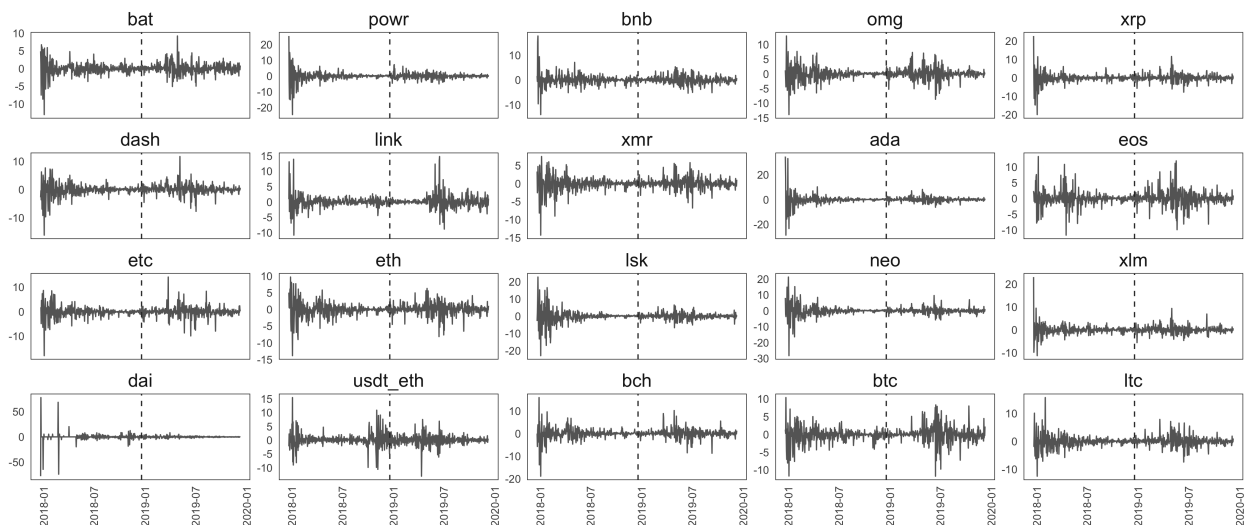 bat powr bnb omg xrp
10 5 0 -5 -10
20 10 0 -10 -20
10 0 -10
10 5 0 -5 -10 -15
20 10 0 -10 -20
dash link xmr ada eos
10 0 -10
15 10 5 0 -5 -10
5 0 -5 -10 -15
20 0 -20
10 5 0 -5 -10
etc eth lsk neo xlm
10 0 -10
10 5 0 -5 -10 -15
20 10 0 -10 -20
20 10 0 -10 -20 -30
20 10 0 -10
dai usdt_eth bch btc ltc
50 0 -50
15 10 5 0 -5 -10
10 0 -10 -20
10 5 0 -5 -10
10 0 -10
2018-01 2018-07 2019-01 2019-07 2020-01
2018-01 2018-07 2019-01 2019-07 2020-01
2018-01 2018-07 2019-01 2019-07 2020-01
2018-01 2018-07 2019-01 2019-07 2020-01
2018-01 2018-07 2019-01 2019-07 2020-01